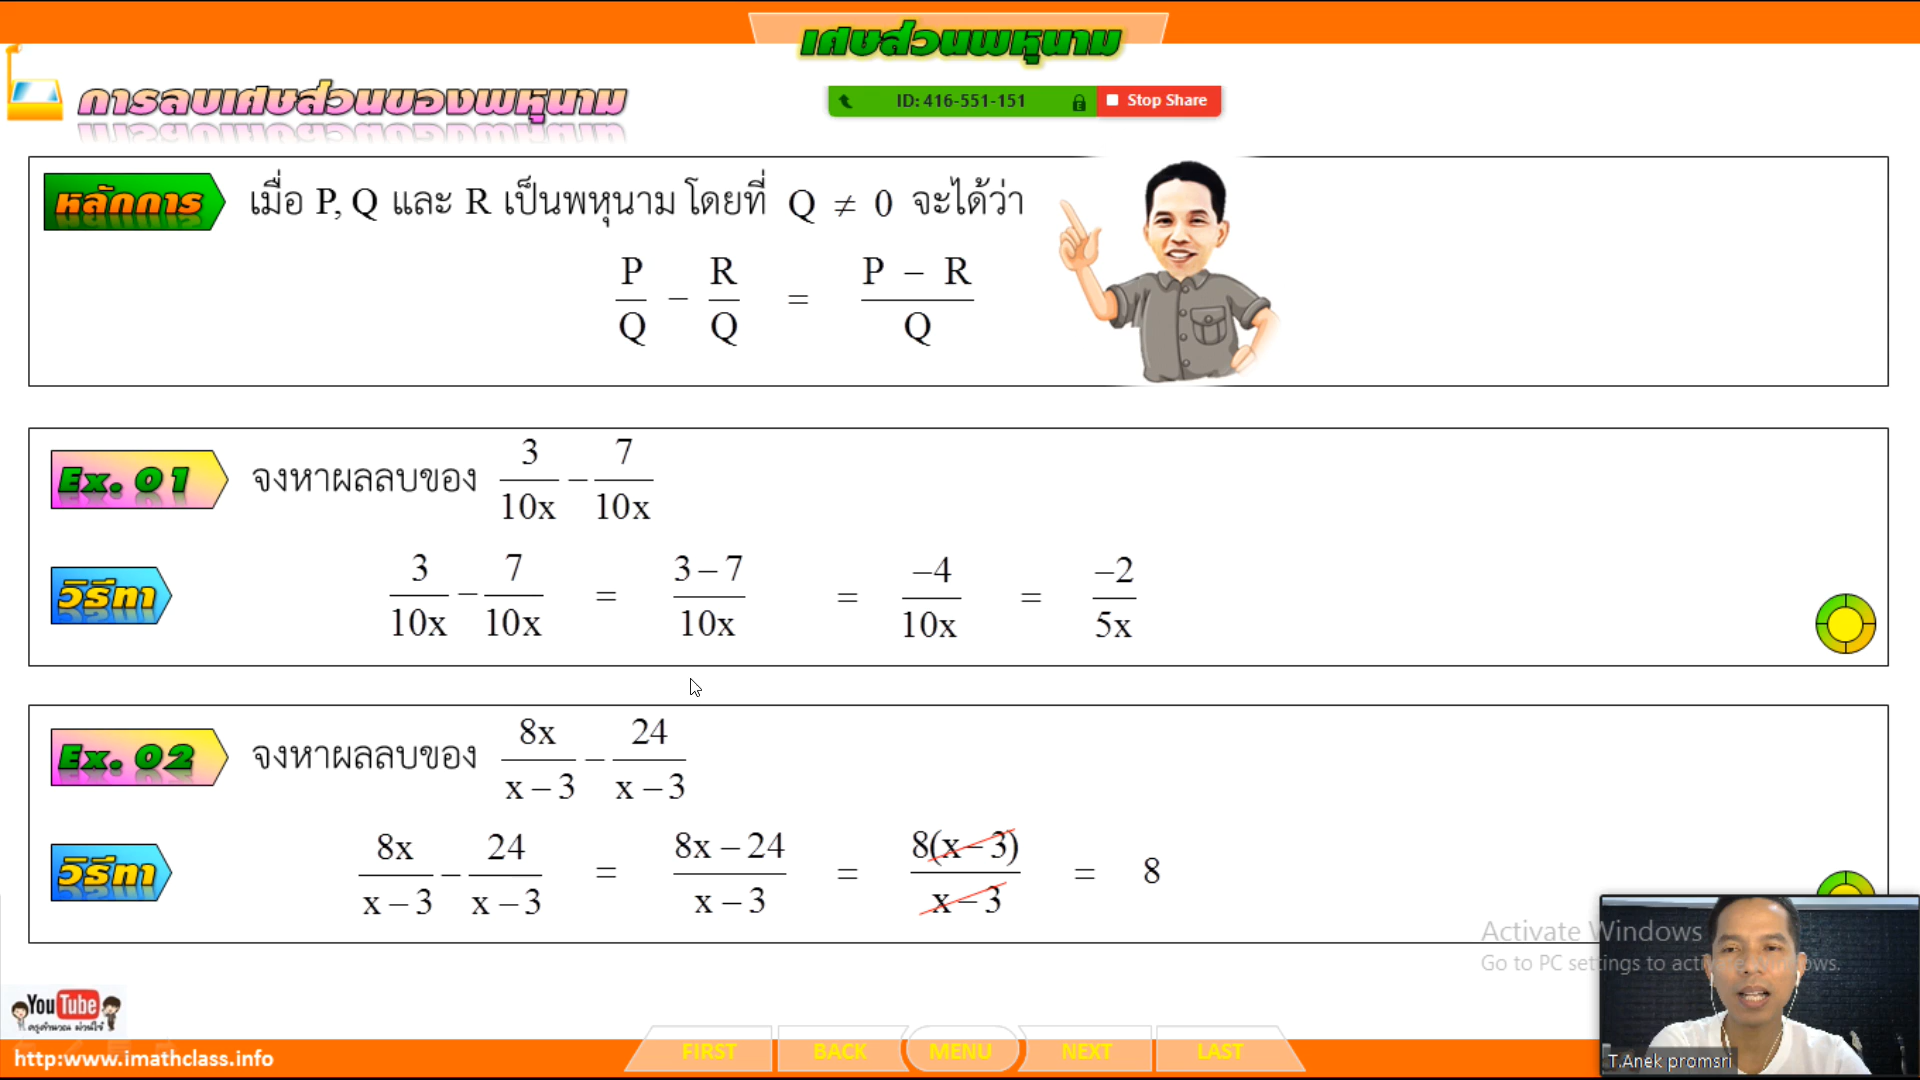 เศษส่วนพหุนาม
การลบเศษส่วนของพหุนาม
ID: 416-551-151 Stop Share
หลักการ เมื่อ P, Q และ R เป็นพหุนาม โดยที่ Q ≠ 0 จะได้ว่า
P/Q – R/Q = (P – R)/Q
Ex. 01 จงหาผลลบของ 3/10x – 7/10x
วิธีทำ 3/10x – 7/10x = (3 – 7)/10x = –4/10x = –2/5x
Ex. 02 จงหาผลลบของ 8x/(x – 3) – 24/(x – 3)
วิธีทำ 8x/(x – 3) – 24/(x – 3) = (8x – 24)/(x – 3) = 8(x – 3)/(x – 3) = 8
Activate Windows
Go to PC settings to acti ows.
YouTube
http:www.imathclass.info
FIRST BACK MENU NEXT LAST
T.Anek promsri